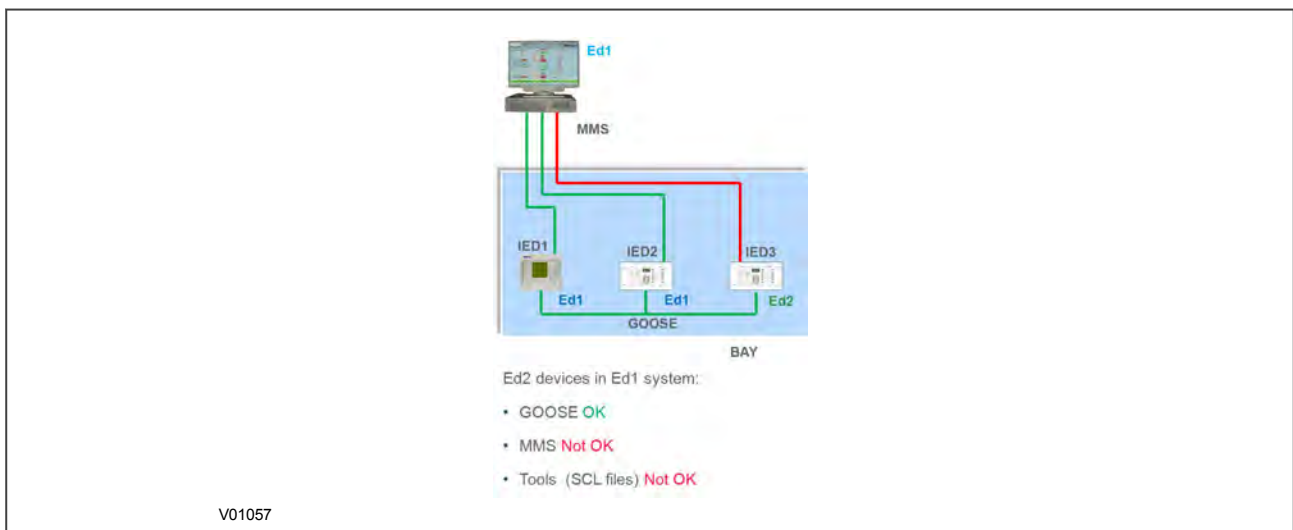 Ed1
MMS
IED1
IED2
IED3
Ed1
Ed1
Ed2
GOOSE
BAY
Ed2 devices in Ed1 system:
• GOOSE OK
• MMS Not OK
• Tools (SCL files) Not OK
V01057